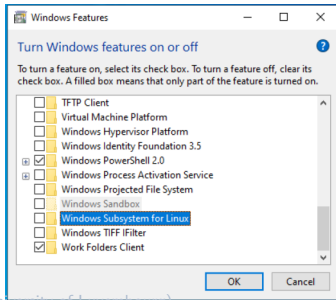 Windows Features
Turn Windows features on or off
To turn a feature on, select its check box. To turn a feature off, clear its
check box. A filled box means that only part of the feature is turned on.
TFTP Client
Virtual Machine Platform
Windows Hypervisor Platform
Windows Identity Foundation 3.5
Windows PowerShell 2.0
Windows Process Activation Service
Windows Projected File System
Windows Sandbox
Windows Subsystem for Linux
Windows TIFF IFilter
Work Folders Client
OK Cancel